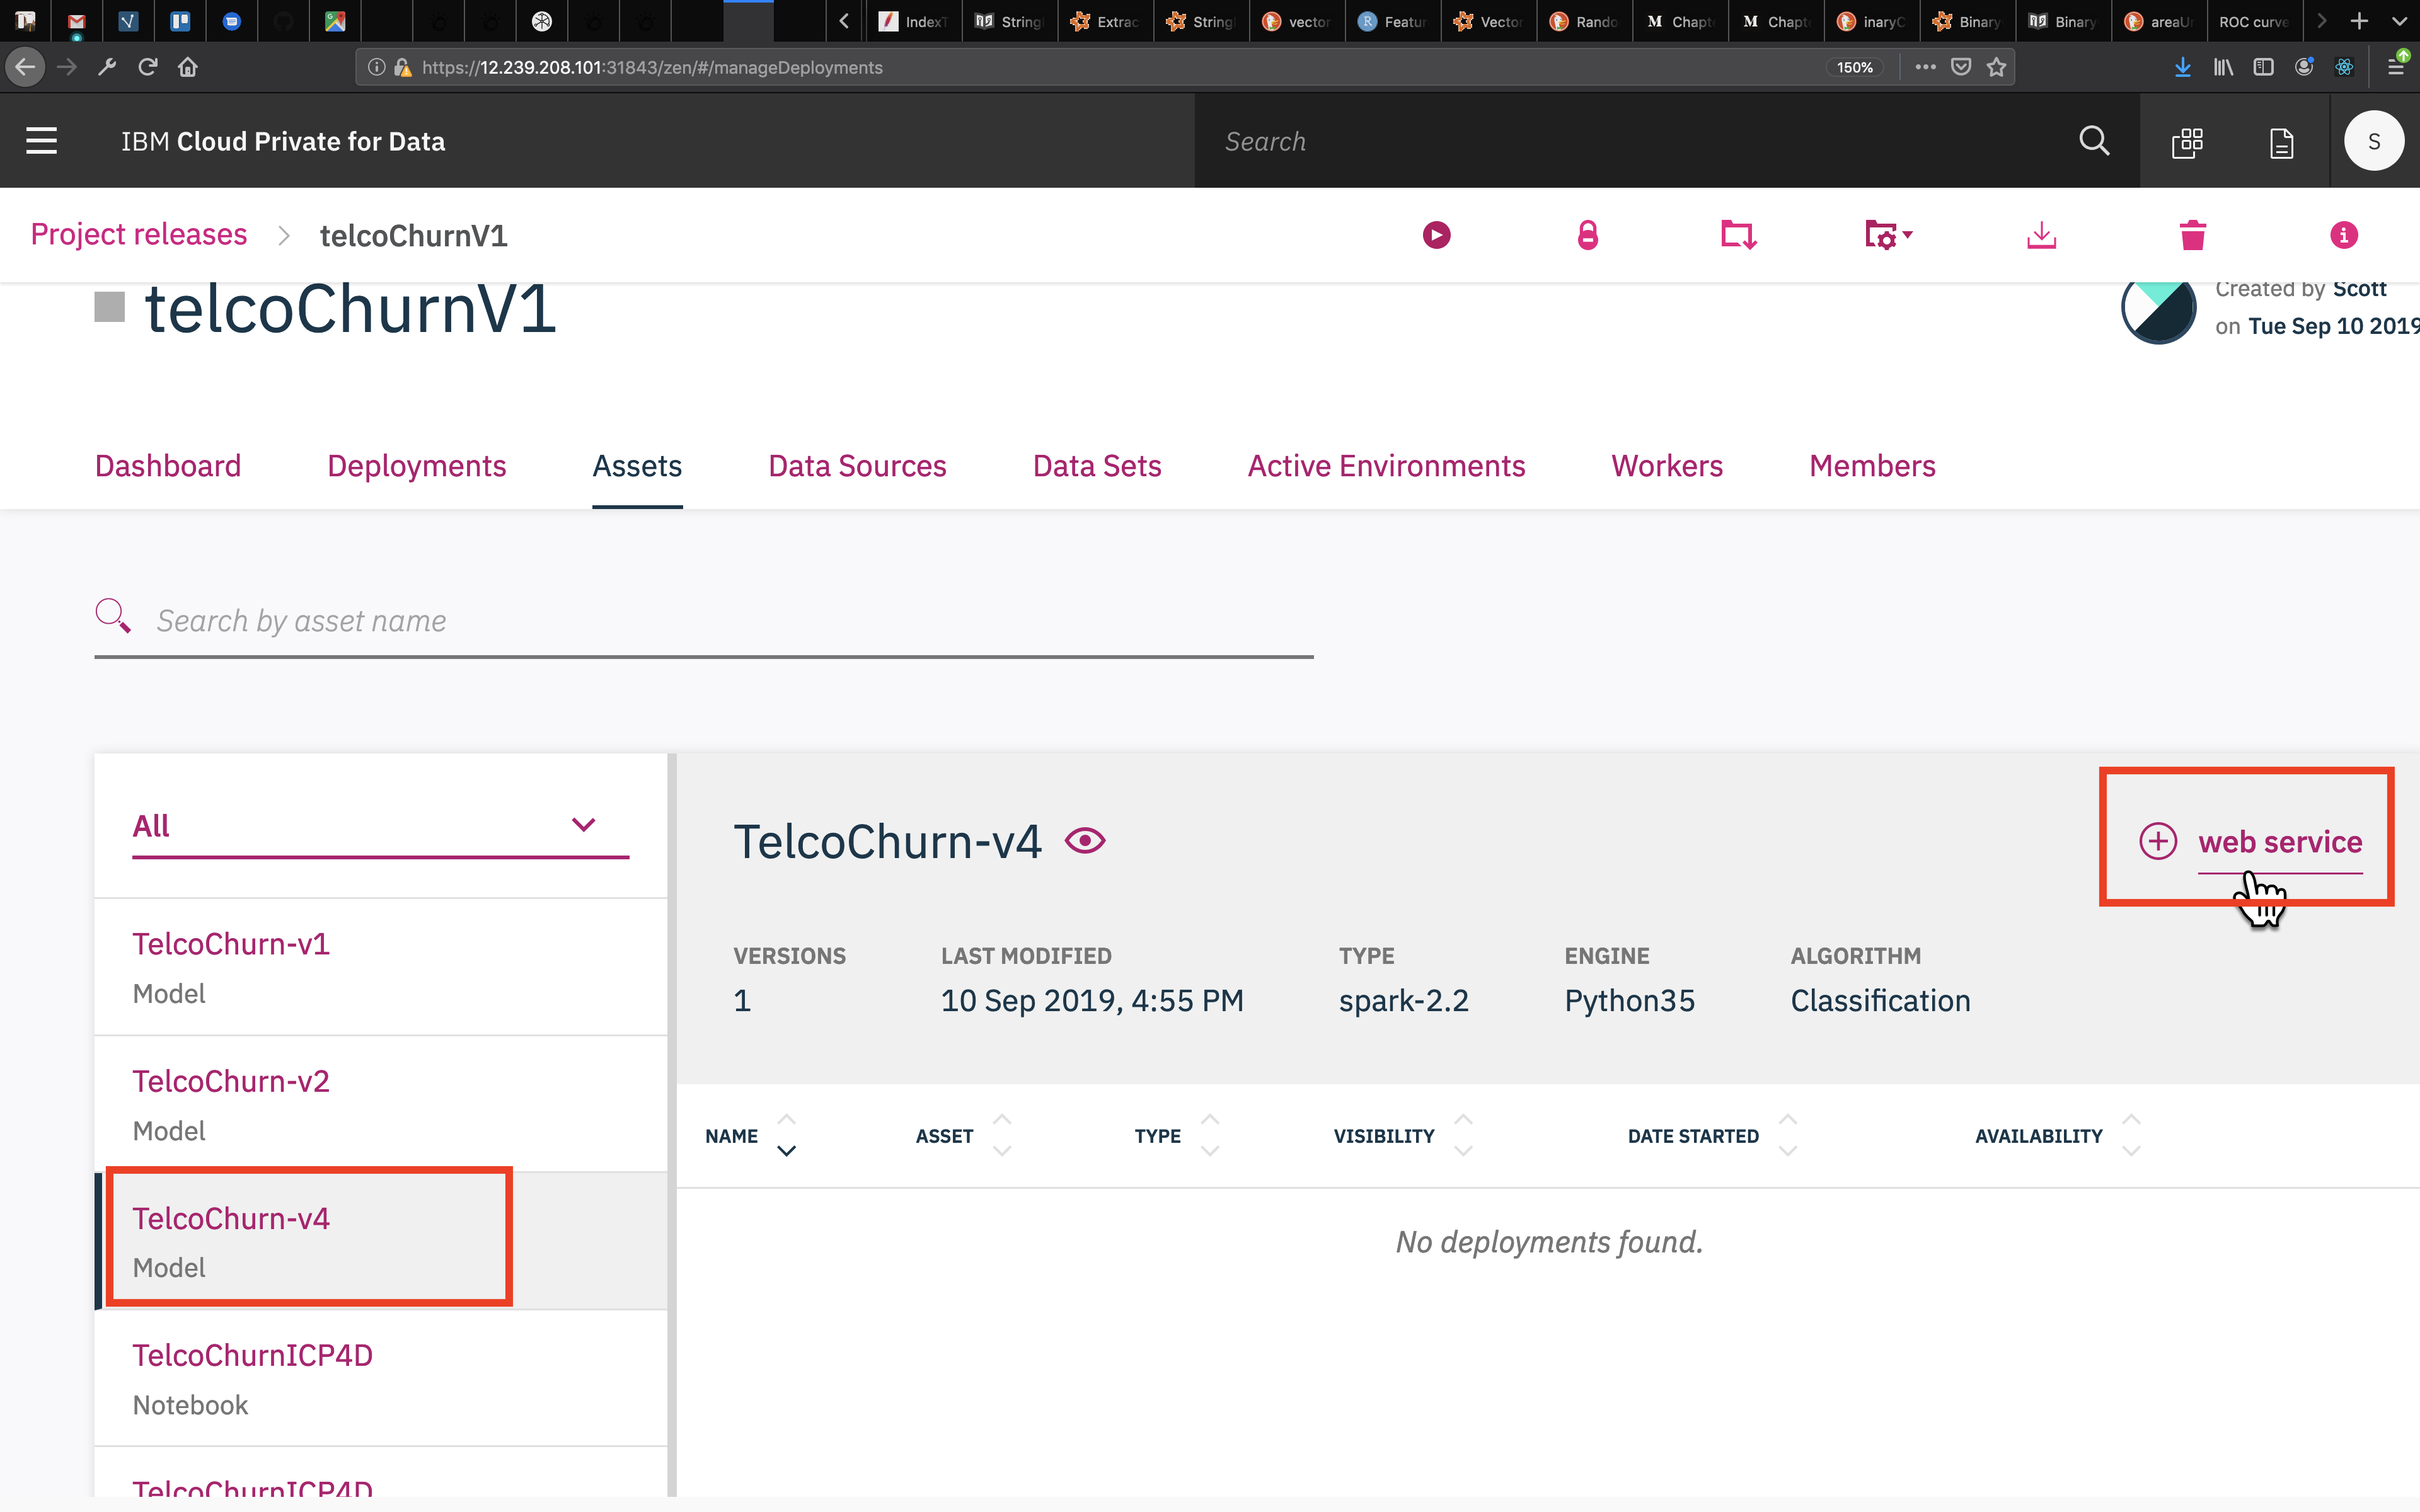 IndexT String Extrac String vector Featur Vector Rando Chapt Chapt inaryC Binary Binary areaUn ROC curve
https://12.239.208.101:31843/zen/#/manageDeployments 150%
IBM Cloud Private for Data Search S
Project releases telcoChurnV1
telcoChurnV1
Created by Scott
on Tue Sep 10 2019
Dashboard Deployments Assets Data Sources Data Sets Active Environments Workers Members
Search by asset name
All
TelcoChurn-v1
Model
TelcoChurn-v2
Model
TelcoChurn-v4
Model
TelcoChurnICP4D
Notebook
TelcoChurnICP4D
TelcoChurn-v4
web service
VERSIONS LAST MODIFIED TYPE ENGINE ALGORITHM
1 10 Sep 2019, 4:55 PM spark-2.2 Python35 Classification
NAME ASSET TYPE VISIBILITY DATE STARTED AVAILABILITY
No deployments found.